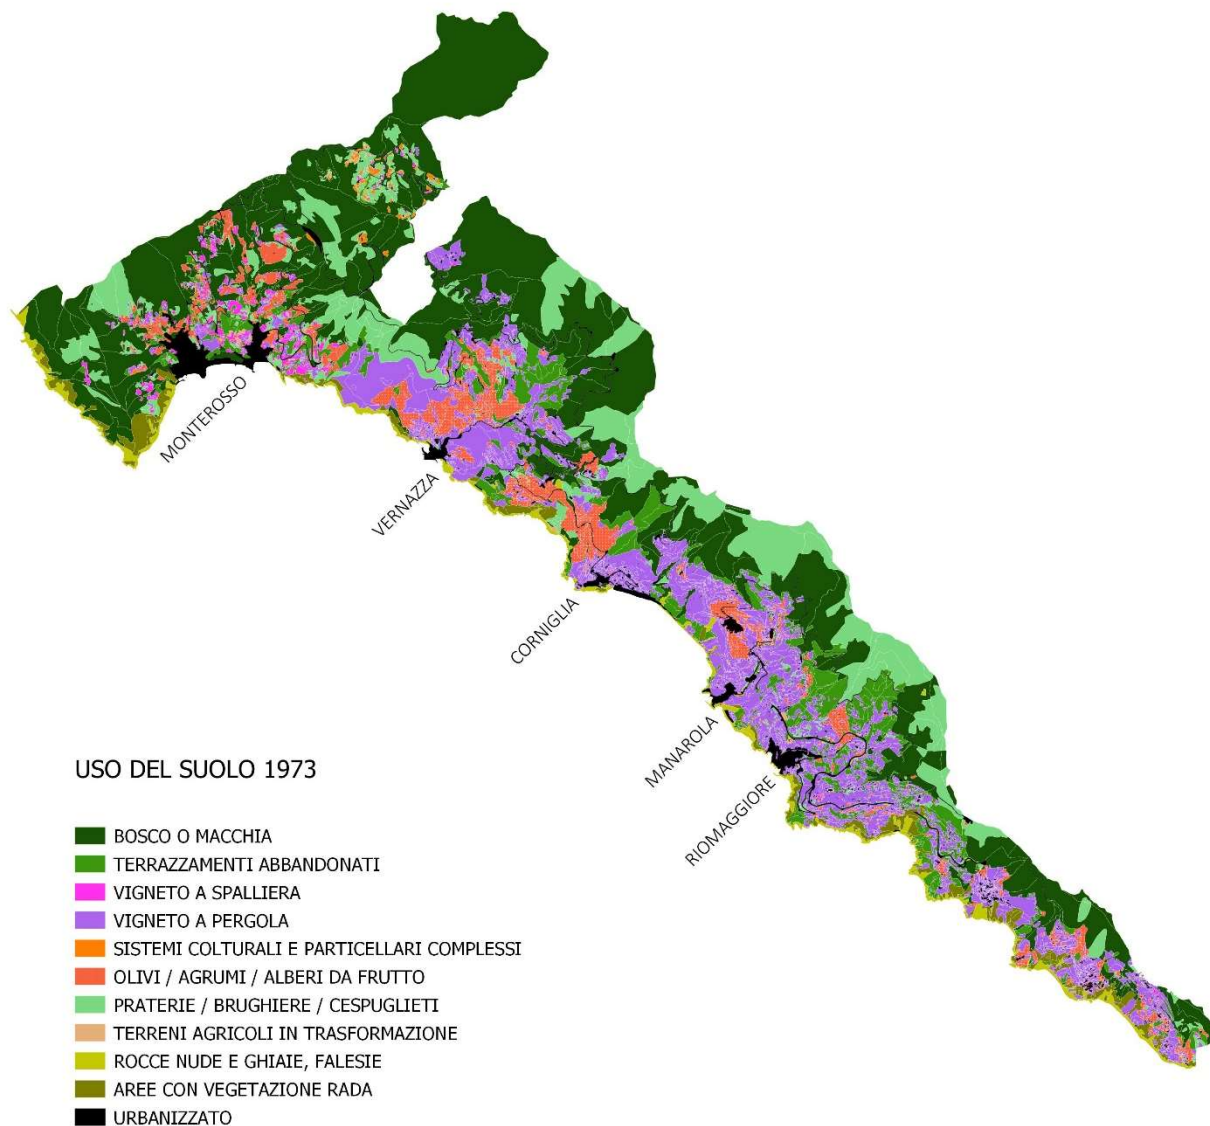 MONTEROSSO
VERNAZZA
CORNIGLIA
MANAROLA
RIOMAGGIORE
USO DEL SUOLO 1973
BOSCO O MACCHIA
TERRAZZAMENTI ABBANDONATI
VIGNETO A SPALLIERA
VIGNETO A PERGOLA
SISTEMI COLTURALI E PARTICELLARI COMPLESSI
OLIVI / AGRUMI / ALBERI DA FRUTTO
PRATERIE / BRUGHIERE / CESPUGLIETI
TERRENI AGRICOLI IN TRASFORMAZIONE
ROCCE NUDE E GHIAIE, FALESIE
AREE CON VEGETAZIONE RADA
URBANIZZATO